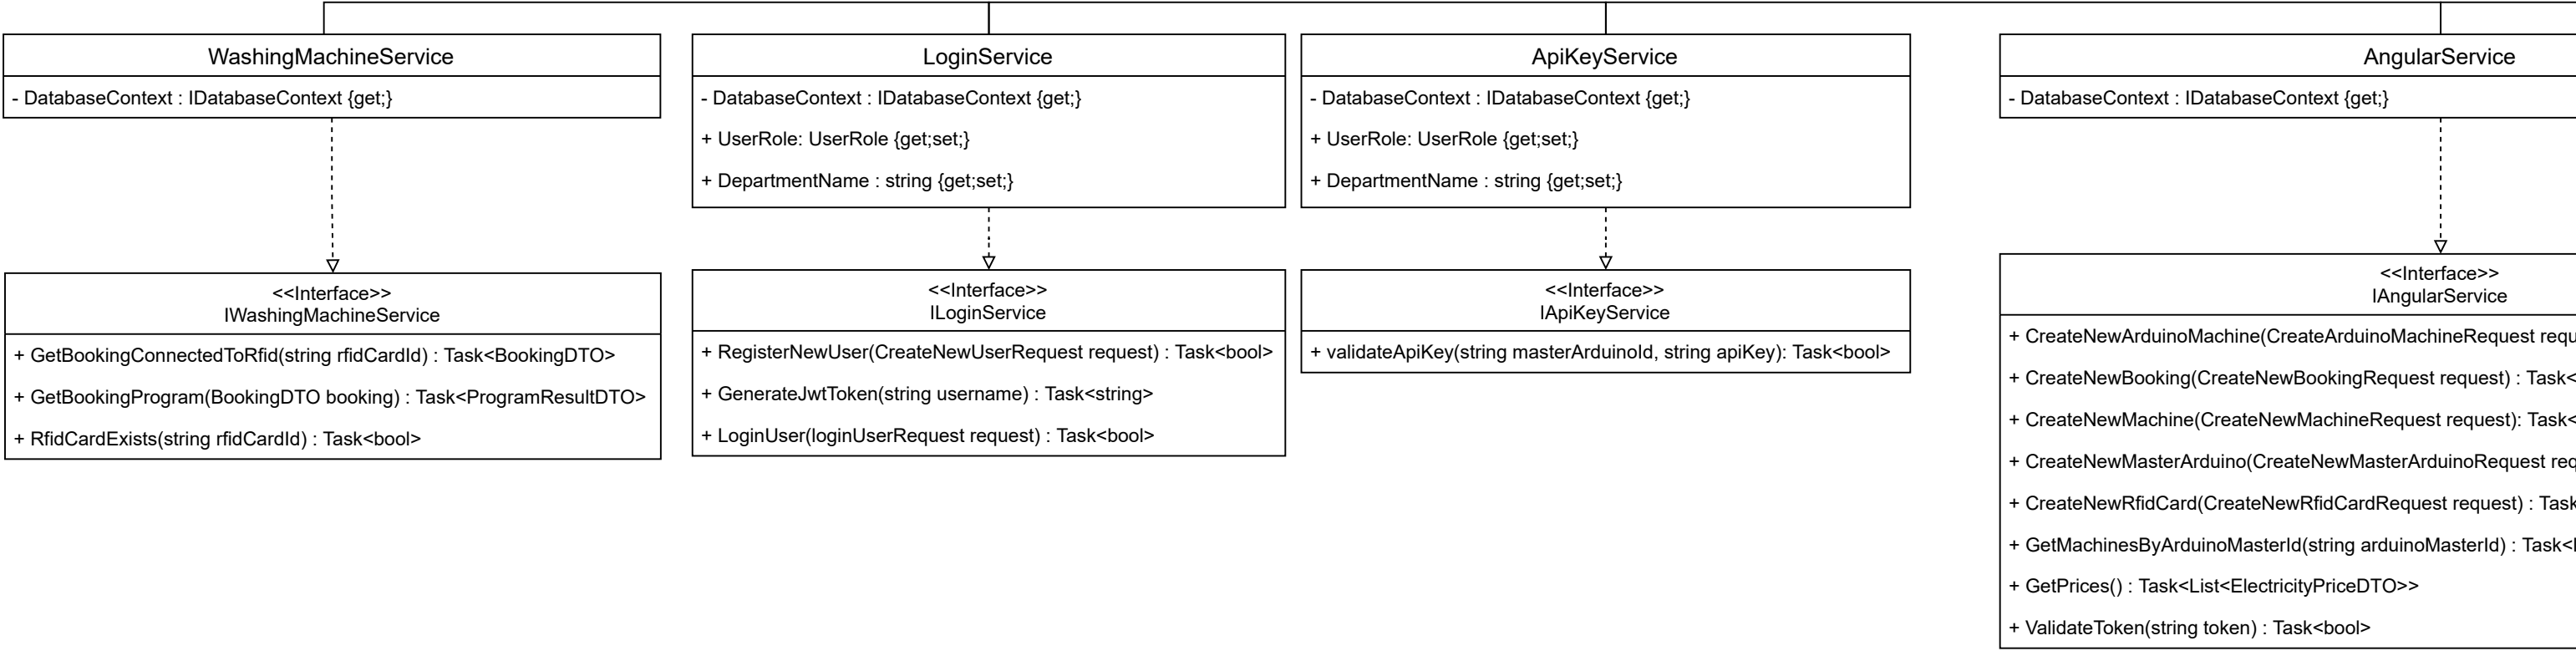 WashingMachineService
- DatabaseContext : IDatabaseContext {get;}
<<Interface>>
IWashingMachineService
+ GetBookingConnectedToRfid(string rfidCardId) : Task<BookingDTO>
+ GetBookingProgram(BookingDTO booking) : Task<ProgramResultDTO>
+ RfidCardExists(string rfidCardId) : Task<bool>
LoginService
- DatabaseContext : IDatabaseContext {get;}
+ UserRole: UserRole {get;set;}
+ DepartmentName : string {get;set;}
<<Interface>>
ILoginService
+ RegisterNewUser(CreateNewUserRequest request) : Task<bool>
+ GenerateJwtToken(string username) : Task<string>
+ LoginUser(loginUserRequest request) : Task<bool>
ApiKeyService
- DatabaseContext : IDatabaseContext {get;}
+ UserRole: UserRole {get;set;}
+ DepartmentName : string {get;set;}
<<Interface>>
IApiKeyService
+ validateApiKey(string masterArduinoId, string apiKey): Task<bool>
AngularService
- DatabaseContext : IDatabaseContext {get;}
<<Interface>>
IAngularService
+ CreateNewArduinoMachine(CreateArduinoMachineRequest
+ CreateNewBooking(CreateNewBookingRequest request) : Task<
+ CreateNewMachine(CreateNewMachineRequest request): Task<
+ CreateNewMasterArduino(CreateNewMasterArduinoRequest
+ CreateNewRfidCard(CreateNewRfidCardRequest request) : Task
+ GetMachinesByArduinoMasterId(string arduinoMasterId) : Task<
+ GetPrices() : Task<List<ElectricityPriceDTO>>
+ ValidateToken(string token) : Task<bool>